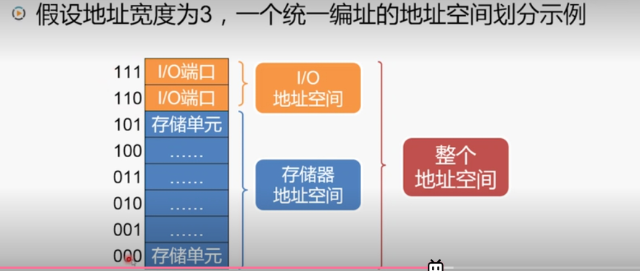 假设地址宽度为3，一个统一编址的地址空间划分示例
111 I/O端口
110 I/O端口
101 存储单元
100 ……
011 ……
010 ……
001 ……
000 存储单元
I/O
地址空间
存储器
地址空间
整个
地址空间